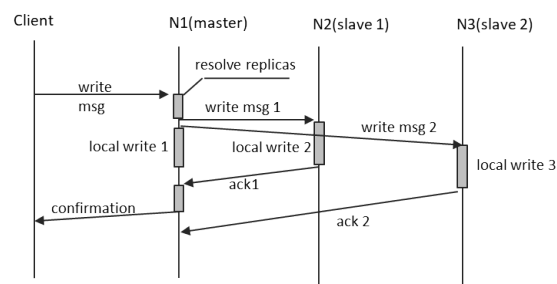 Client
N1(master)
N2(slave 1)
N3(slave 2)
resolve replicas
write
msg
write msg 1
write msg 2
local write 1
local write 2
local write 3
ack1
confirmation
ack 2